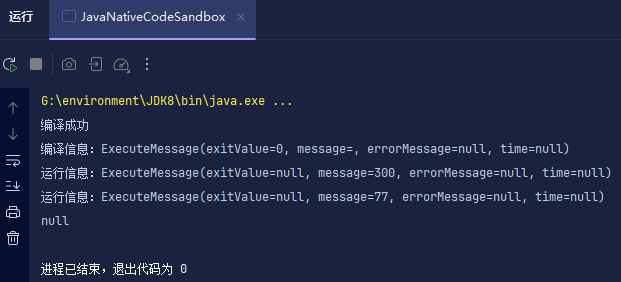 运行
JavaNativeCodeSandbox
G:\environment\JDK8\bin\java.exe ...
编译成功
编译信息：ExecuteMessage(exitValue=0, message=, errorMessage=null, time=null)
运行信息：ExecuteMessage(exitValue=null, message=300, errorMessage=null, time=null)
运行信息：ExecuteMessage(exitValue=null, message=77, errorMessage=null, time=null)
null
进程已结束，退出代码为 0